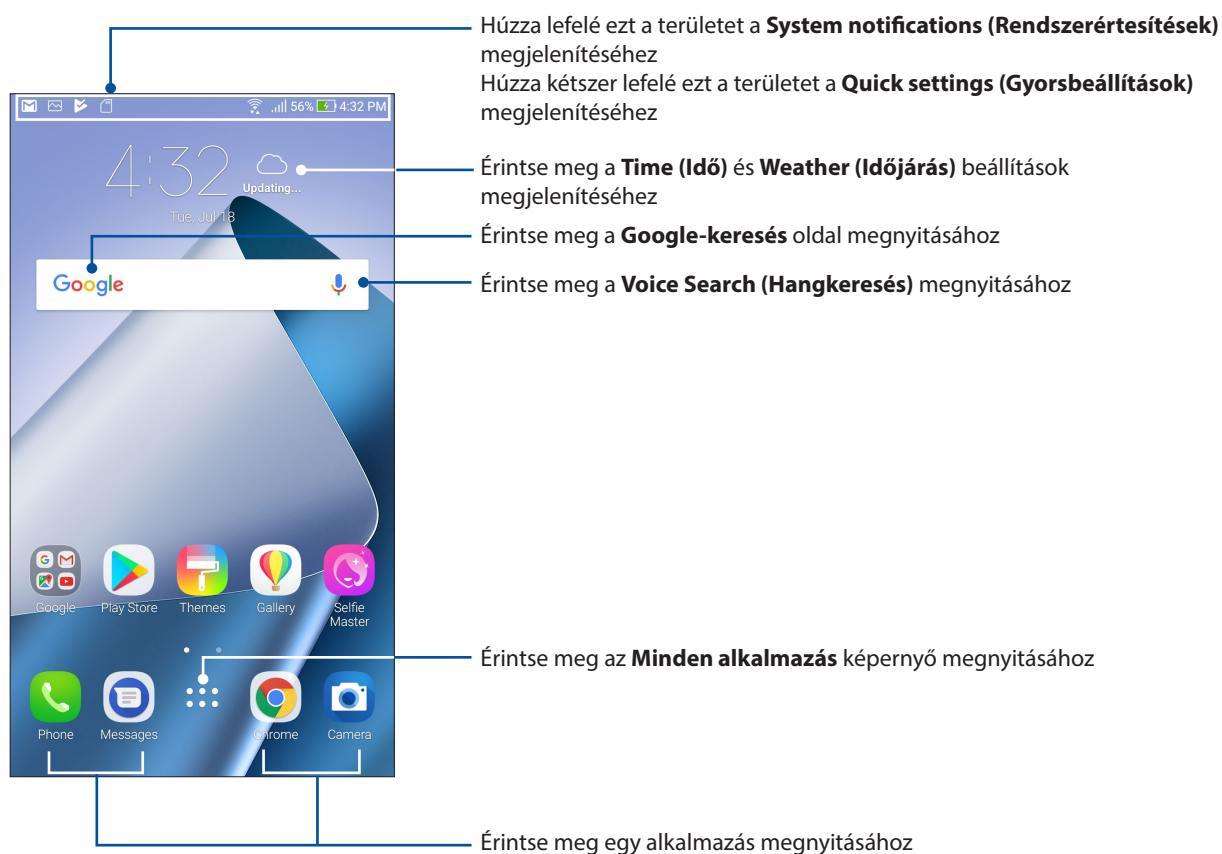 Húzza lefelé ezt a területet a System notifications (Rendszerértesítések)
megjelenítéséhez
Húzza kétszer lefelé ezt a területet a Quick settings (Gyorsbeállítások)
megjelenítéséhez
56% 4:32 PM
4:32
Updating...
Tue, Jul 18
Érintse meg a Time (Idő) és Weather (Időjárás) beállítások
megjelenítéséhez
Érintse meg a Google-keresés oldal megnyitásához
Google
Érintse meg a Voice Search (Hangkeresés) megnyitásához
Google
Play Store
Themes
Gallery
Selfie
Master
Érintse meg az Minden alkalmazás képernyő megnyitásához
Phone
Messages
Chrome
Camera
Érintse meg egy alkalmazás megnyitásához